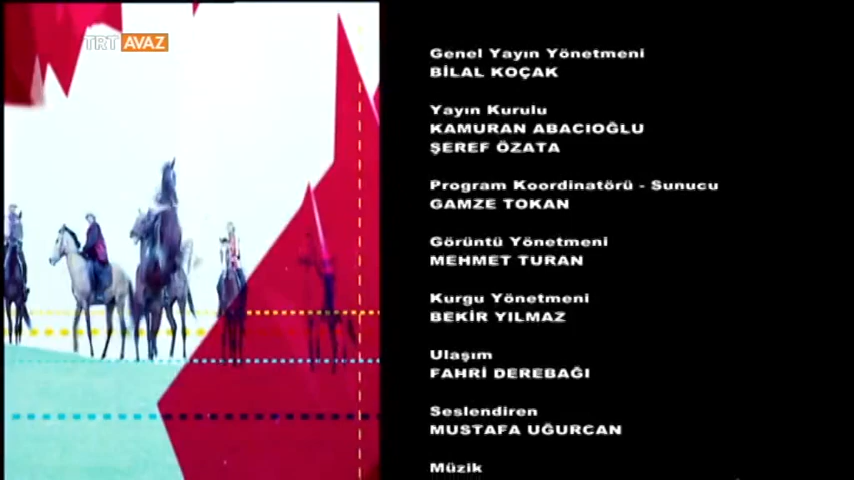 TRT AVAZ
Genel Yayın Yönetmeni
BİLAL KOÇAK
Yayın Kurulu
KAMURAN ABACIOĞLU
ŞEREF ÖZATA
Program Koordinatörü - Sunucu
GAMZE TOKAN
Görüntü Yönetmeni
MEHMET TURAN
Kurgu Yönetmeni
BEKİR YILMAZ
Ulaşım
FAHRİ DEREBAĞI
Seslendiren
MUSTAFA UĞURCAN
Müzik